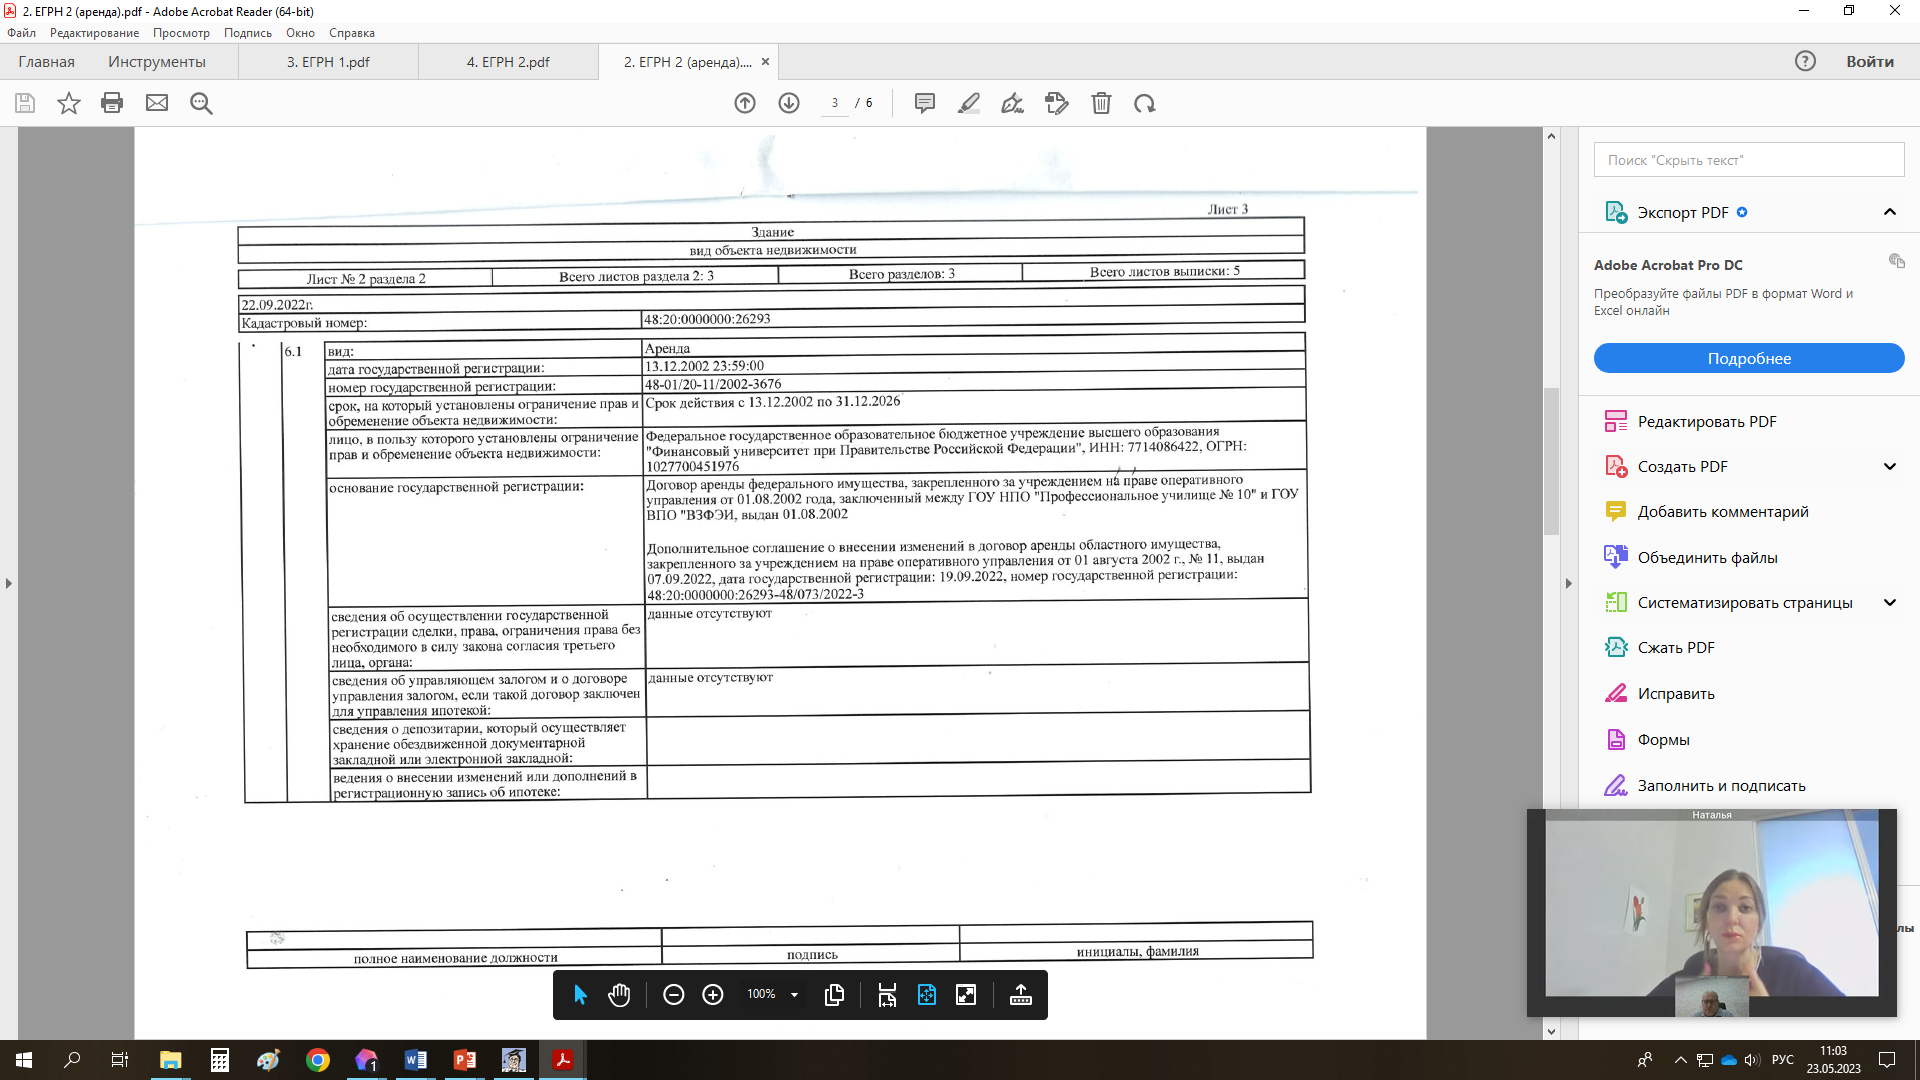 2. ЕГРН 2 (аренда).pdf - Adobe Acrobat Reader (64-bit)
Файл Редактирование Просмотр Подпись Окно Справка
Главная Инструменты 3. ЕГРН 1.pdf 4. ЕГРН 2.pdf 2. ЕГРН 2 (аренда).... Войти
3 / 6
Поиск "Скрыть текст"
Экспорт PDF
Adobe Acrobat Pro DC
Преобразуйте файлы PDF в формат Word и
Excel онлайн
Подробнее
Редактировать PDF
Создать PDF
Добавить комментарий
Объединить файлы
Систематизировать страницы
Сжать PDF
Исправить
Формы
Заполнить и подписать
Лист 3
Здание
вид объекта недвижимости
Лист № 2 раздела 2 Всего листов раздела 2: 3 Всего разделов: 3 Всего листов выписки: 5
22.09.2022г.
Кадастровый номер: 48:20:0000000:26293
6.1 вид: Аренда
дата государственной регистрации: 13.12.2002 23:59:00
номер государственной регистрации: 48-01/20-11/2002-3676
срок, на который установлены ограничение прав и
обременение объекта недвижимости:
Срок действия с 13.12.2002 по 31.12.2026
лицо, в пользу которого установлены ограничение
прав и обременение объекта недвижимости:
Федеральное государственное образовательное бюджетное учреждение высшего образования
"Финансовый университет при Правительстве Российской Федерации", ИНН: 7714086422, ОГРН:
1027700451976
основание государственной регистрации:
Договор аренды федерального имущества, закрепленного за учреждением на праве оперативного
управления от 01.08.2002 года, заключенный между ГОУ НПО "Профессиональное училище № 10" и ГОУ
ВПО "ВЗФЭИ, выдан 01.08.2002
Дополнительное соглашение о внесении изменений в договор аренды областного имущества,
закрепленного за учреждением на праве оперативного управления от 01 августа 2002 г., № 11, выдан
07.09.2022, дата государственной регистрации: 19.09.2022, номер государственной регистрации:
48:20:0000000:26293-48/073/2022-3
сведения об осуществлении государственной
регистрации сделки, права, ограничения права без
необходимого в силу закона согласия третьего
лица, органа:
данные отсутствуют
сведения об управляющем залогом и о договоре
управления залогом, если такой договор заключен
для управления ипотекой:
данные отсутствуют
сведения о депозитарии, который осуществляет
хранение обездвиженной документарной
закладной или электронной закладной:
ведения о внесении изменений или дополнений в
регистрационную запись об ипотеке:
полное наименование должности подпись инициалы, фамилия
100%
Наталья
лы
1
РУС
11:03
23.05.2023